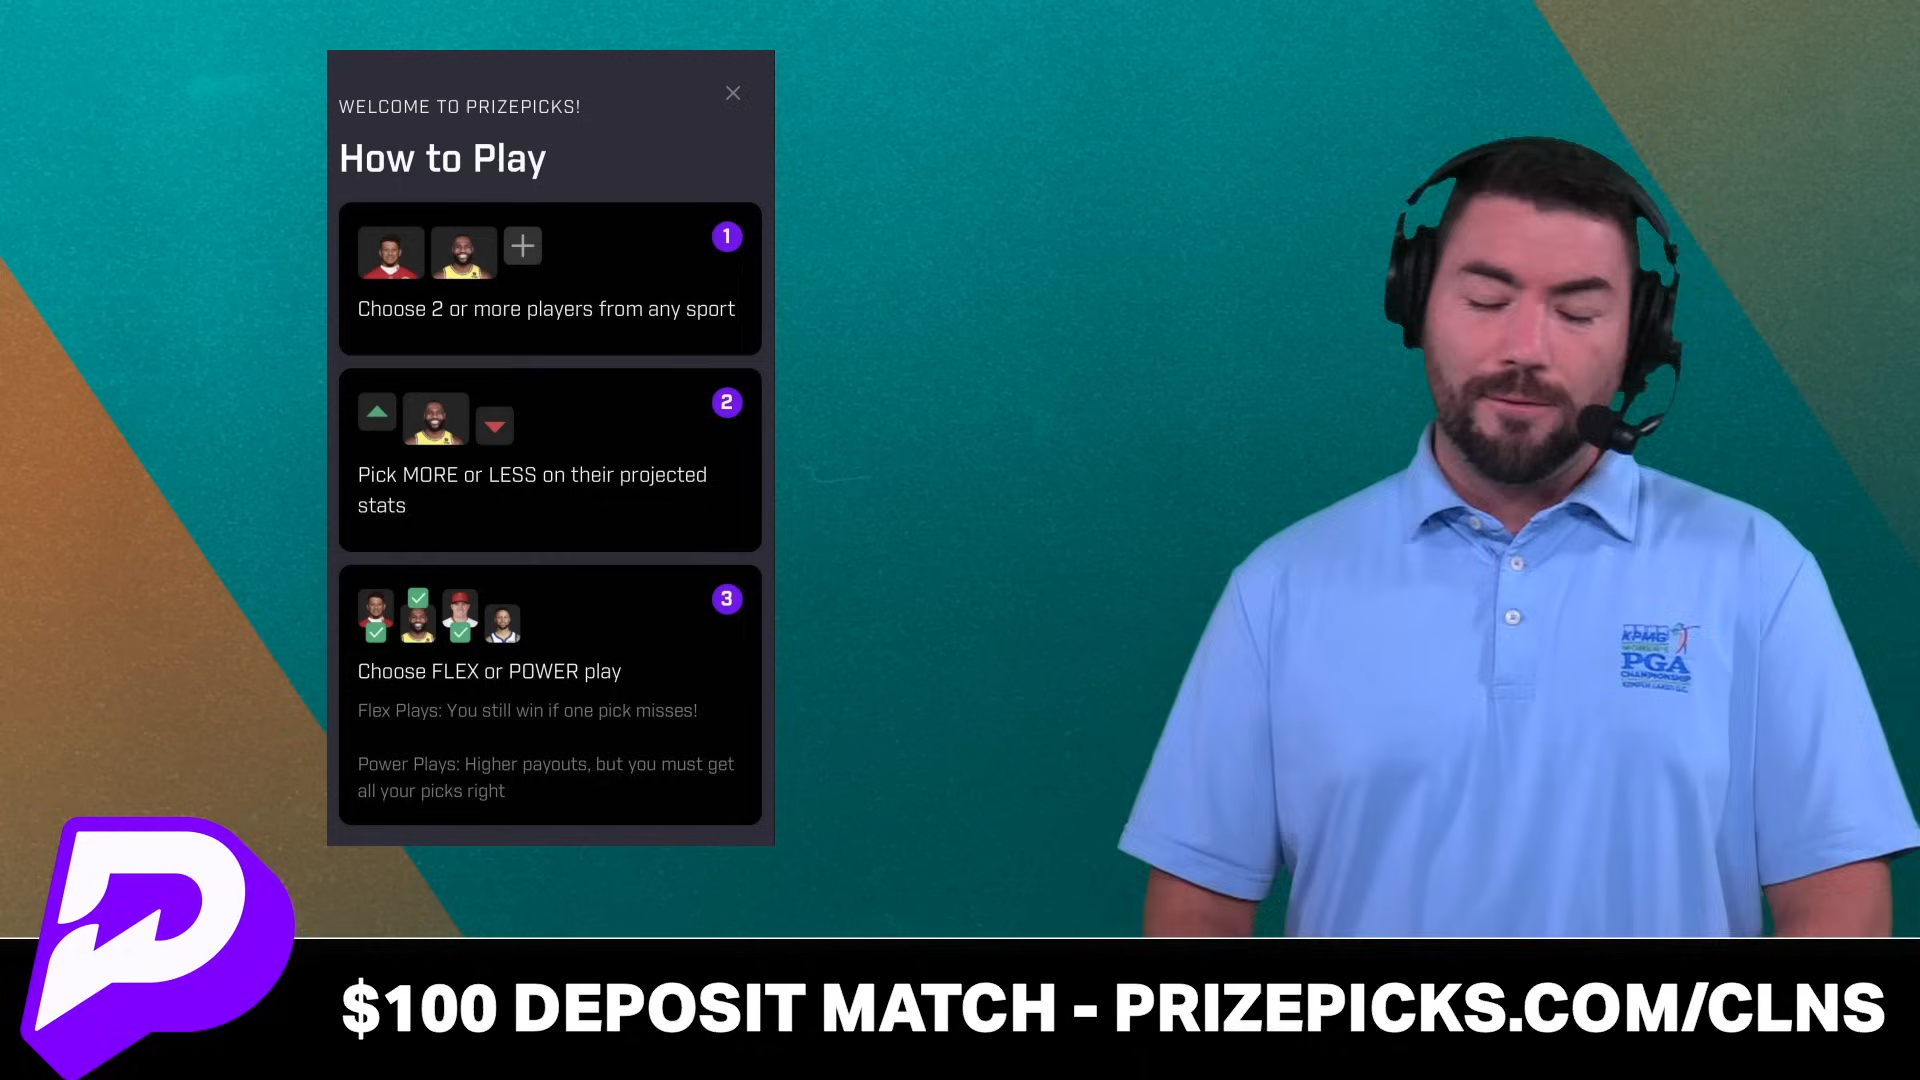 WELCOME TO PRIZEPICKS!
How to Play
1
Choose 2 or more players from any sport
2
Pick MORE or LESS on their projected
stats
3
Choose FLEX or POWER play
Flex Plays: You still win if one pick misses!
Power Plays: Higher payouts, but you must get
all your picks right
KPMG
WOMEN'S
PGA
CHAMPIONSHIP
$100 DEPOSIT MATCH - PRIZEPICKS.COM/CLNS